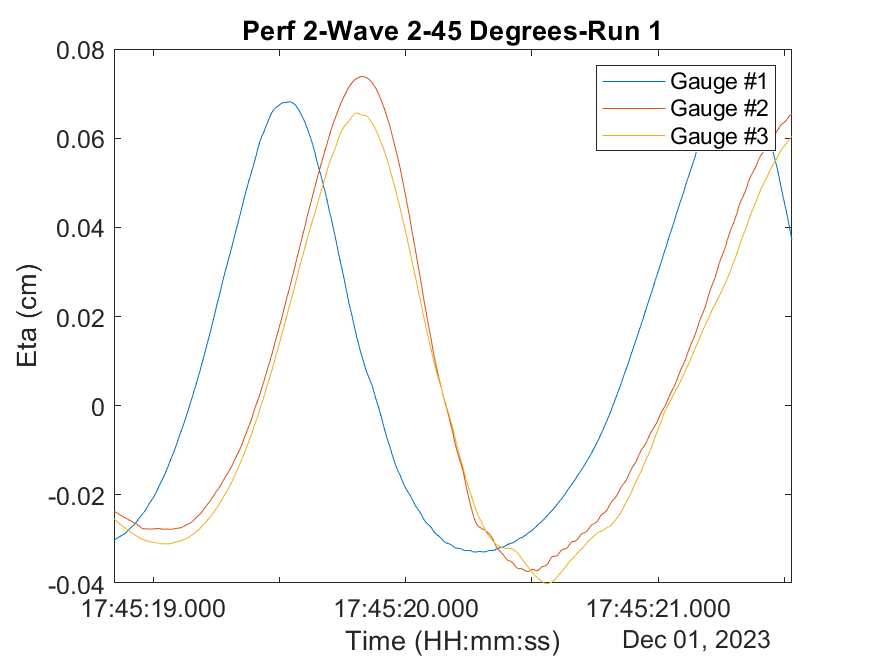 Perf 2-Wave 2-45 Degrees-Run 1
0.08
0.06
0.04
0.02
0
-0.02
-0.04
Eta (cm)
Gauge #1
Gauge #2
Gauge #3
17:45:19.000 17:45:20.000 17:45:21.000
Time (HH:mm:ss)
Dec 01, 2023